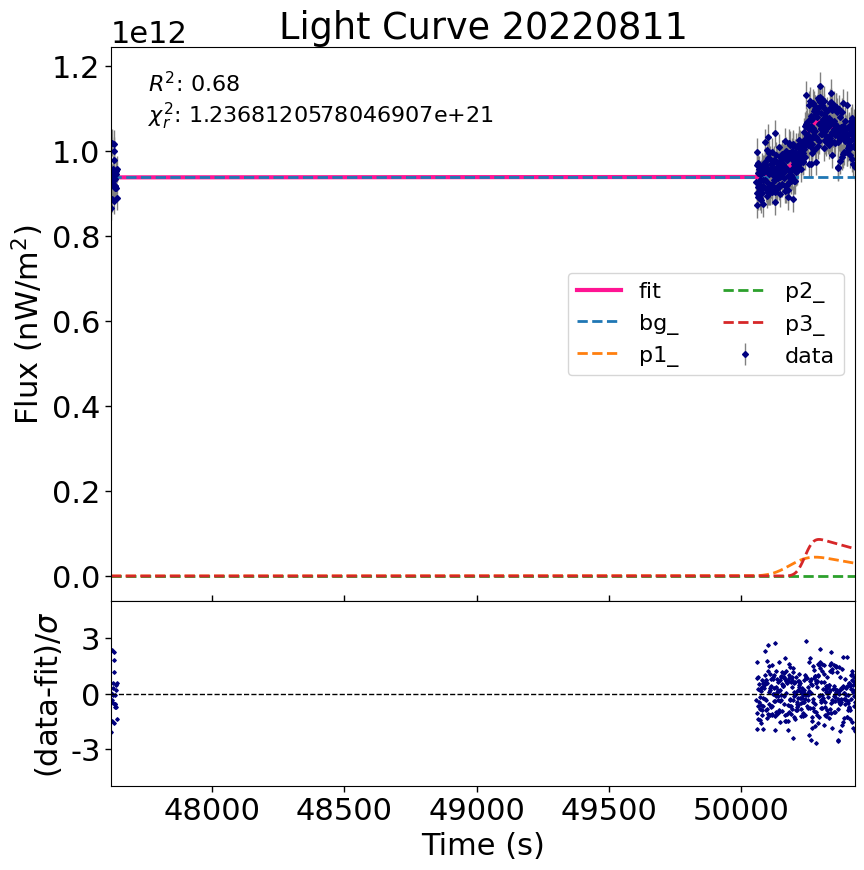 Light Curve 20220811
1e12
R²: 0.68
χ²ᵣ: 1.2368120578046907e+21
1.2
1.0
0.8
0.6
0.4
0.2
0.0
Flux (nW/m²)
fit
bg_
p1_
p2_
p3_
data
3
0
-3
(data-fit)/σ
48000 48500 49000 49500 50000
Time (s)